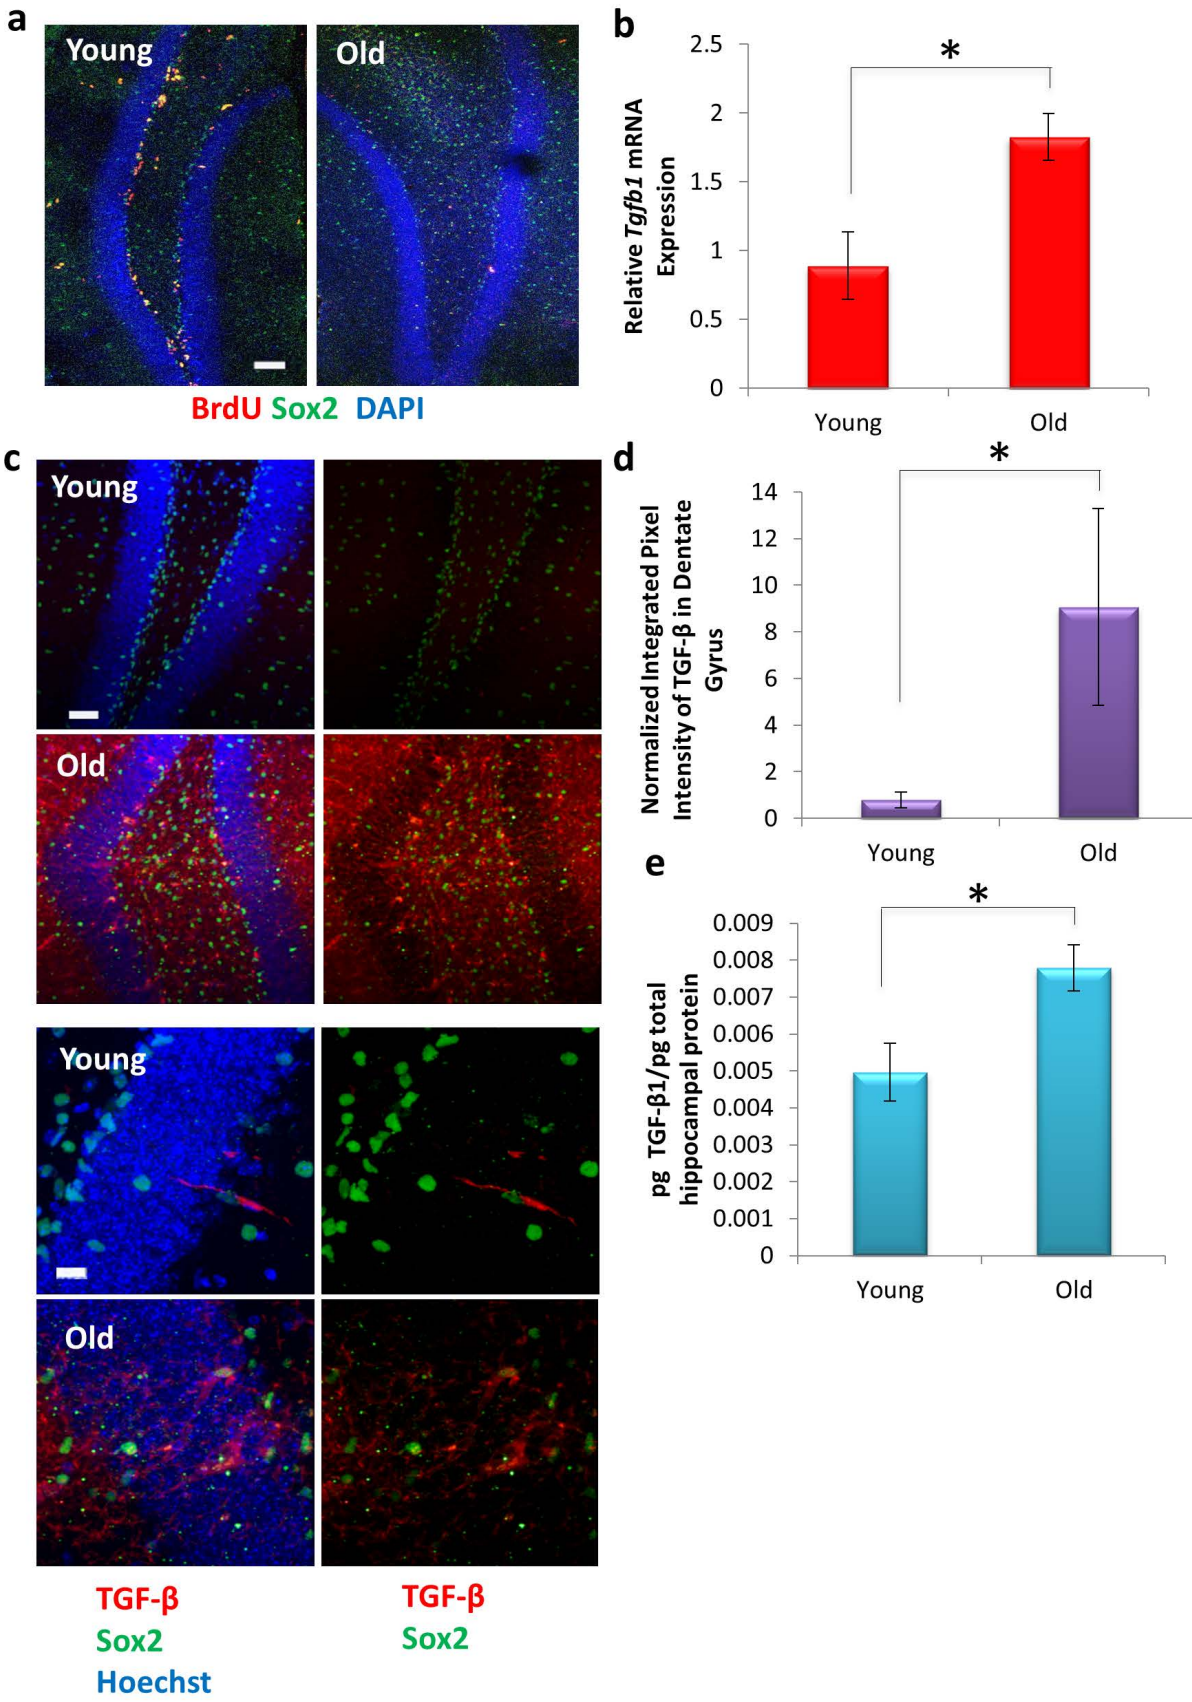 a
Young
Old
BrdU Sox2 DAPI
b
Relative Tgfb1 mRNA
Expression
2.5
2
1.5
1
0.5
0
*
Young
Old
c
Young
Old
Young
Old
TGF-β
Sox2
Hoechst
TGF-β
Sox2
d
Normalized Integrated Pixel
Intensity of TGF-β in Dentate
Gyrus
14
12
10
8
6
4
2
0
*
Young
Old
e
pg TGF-β1/pg total
hippocampal protein
0.009
0.008
0.007
0.006
0.005
0.004
0.003
0.002
0.001
0
*
Young
Old